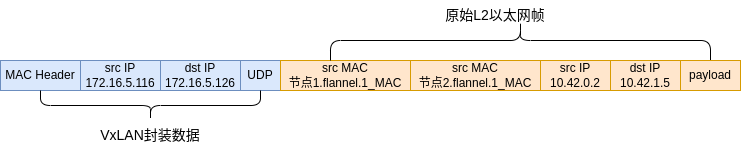 原始L2以太网帧
MAC Header
src IP
172.16.5.116
dst IP
172.16.5.126
UDP
src MAC
节点1.flannel.1_MAC
src MAC
节点2.flannel.1_MAC
src IP
10.42.0.2
dst IP
10.42.1.5
payload
VxLAN封装数据